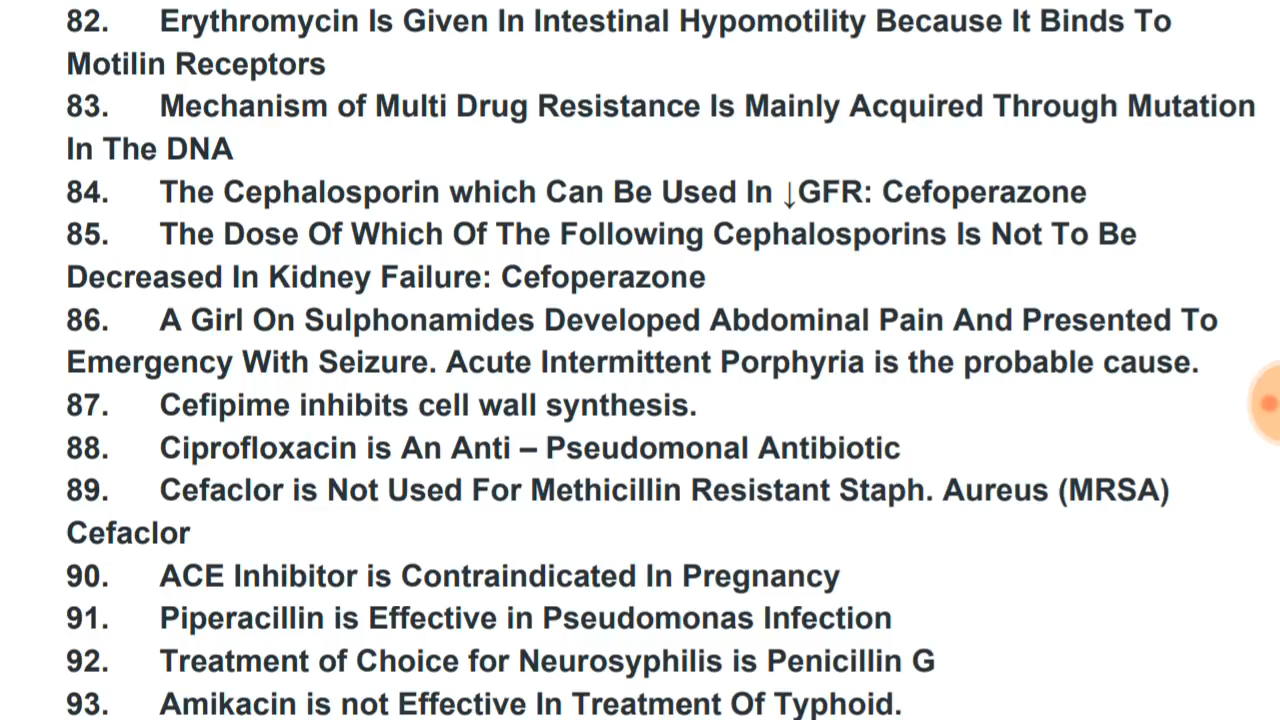 82. Erythromycin Is Given In Intestinal Hypomotility Because It Binds To
Motilin Receptors
83. Mechanism of Multi Drug Resistance Is Mainly Acquired Through Mutation
In The DNA
84. The Cephalosporin which Can Be Used In ↓GFR: Cefoperazone
85. The Dose Of Which Of The Following Cephalosporins Is Not To Be
Decreased In Kidney Failure: Cefoperazone
86. A Girl On Sulphonamides Developed Abdominal Pain And Presented To
Emergency With Seizure. Acute Intermittent Porphyria is the probable cause.
87. Cefipime inhibits cell wall synthesis.
88. Ciprofloxacin is An Anti – Pseudomonal Antibiotic
89. Cefaclor is Not Used For Methicillin Resistant Staph. Aureus (MRSA)
Cefaclor
90. ACE Inhibitor is Contraindicated In Pregnancy
91. Piperacillin is Effective in Pseudomonas Infection
92. Treatment of Choice for Neurosyphilis is Penicillin G
93. Amikacin is not Effective In Treatment Of Typhoid.